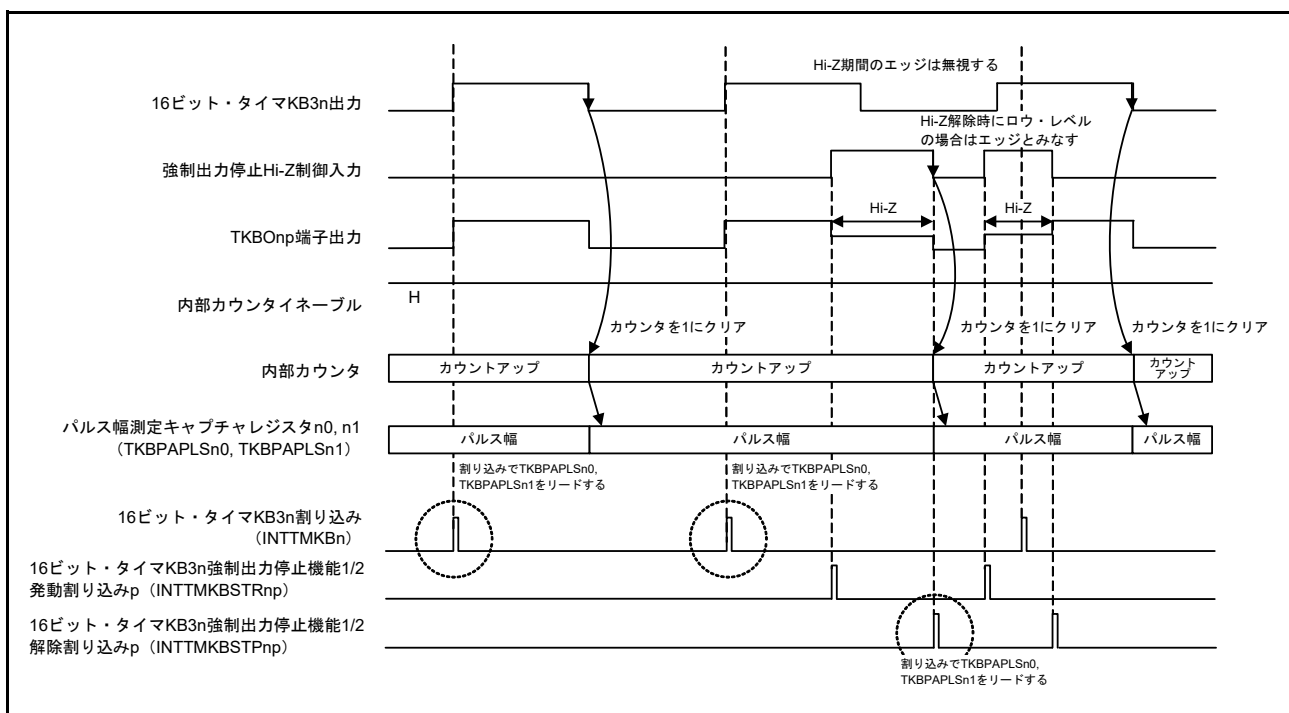 Hi-Z期間のエッジは無視する
16ビット・タイマKB3n出力
Hi-Z解除時にロウ・レベル
の場合はエッジとみなす
強制出力停止Hi-Z制御入力
Hi-Z
Hi-Z
TKBOnp端子出力
内部カウンタイネーブル
H
カウンタを1にクリア
カウンタを1にクリア
カウンタを1にクリア
内部カウンタ
カウントアップ
カウントアップ
カウントアップ
カウント
アップ
パルス幅測定キャプチャレジスタn0, n1
(TKBPAPLSn0, TKBPAPLSn1)
パルス幅
パルス幅
パルス幅
パルス幅
割り込みでTKBPAPLSn0,
TKBPAPLSn1をリードする
割り込みでTKBPAPLSn0,
TKBPAPLSn1をリードする
16ビット・タイマKB3n割り込み
(INTTMKBn)
16ビット・タイマKB3n強制出力停止機能1/2
発動割り込みp(INTTMKBSTRnp)
16ビット・タイマKB3n強制出力停止機能1/2
解除割り込みp(INTTMKBSTPnp)
割り込みでTKBPAPLSn0,
TKBPAPLSn1をリードする